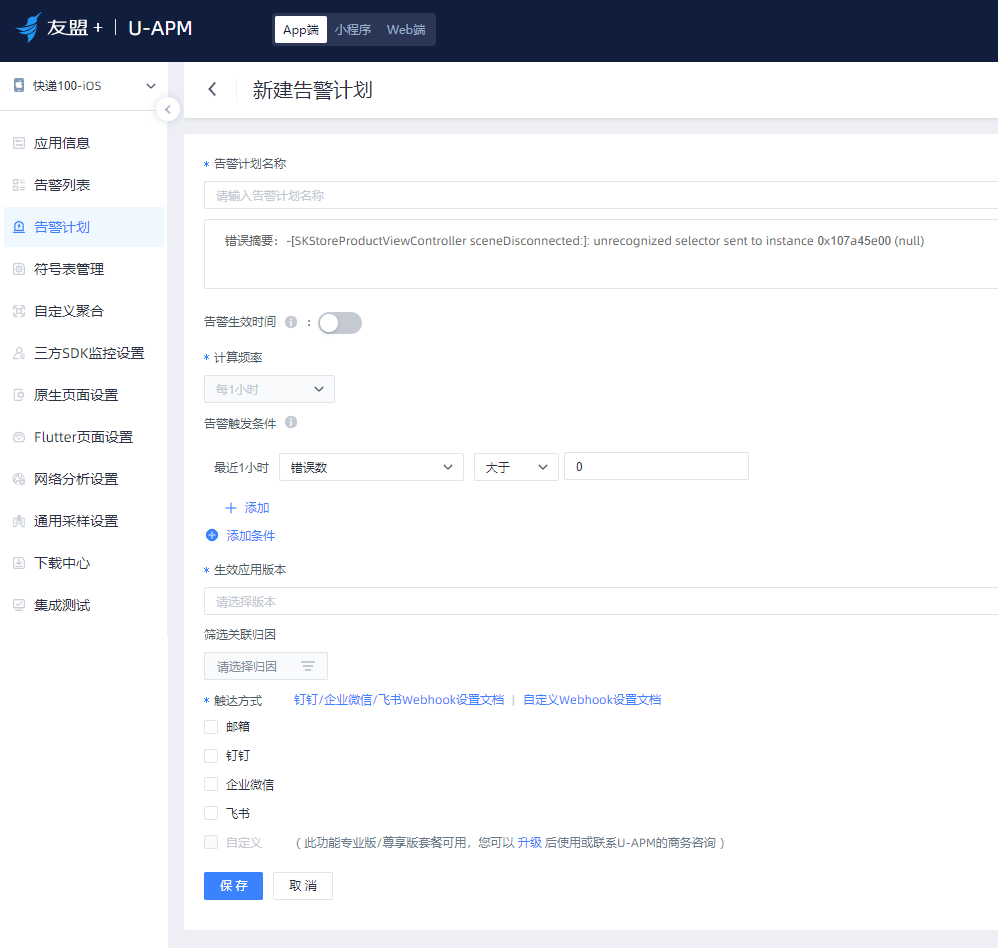 友盟+ | U-APM
App端 小程序 Web端
快递100-iOS
新建告警计划
应用信息
告警列表
告警计划
符号表管理
自定义聚合
三方SDK监控设置
原生页面设置
Flutter页面设置
网络分析设置
通用采样设置
下载中心
集成测试
* 告警计划名称
请输入告警计划名称
错误摘要: -[SKStoreProductViewController sceneDisconnected:]: unrecognized selector sent to instance 0x107a45e00 (null)
告警生效时间 :
* 计算频率
每1小时
告警触发条件
最近1小时 错误数 大于 0
+ 添加
添加条件
* 生效应用版本
请选择版本
筛选关联归因
请选择归因
* 触达方式 钉钉/企业微信/飞书Webhook设置文档 | 自定义Webhook设置文档
邮箱
钉钉
企业微信
飞书
自定义 ( 此功能专业版/尊享版套餐可用，您可以 升级 后使用或联系U-APM的商务咨询 )
保存 取消